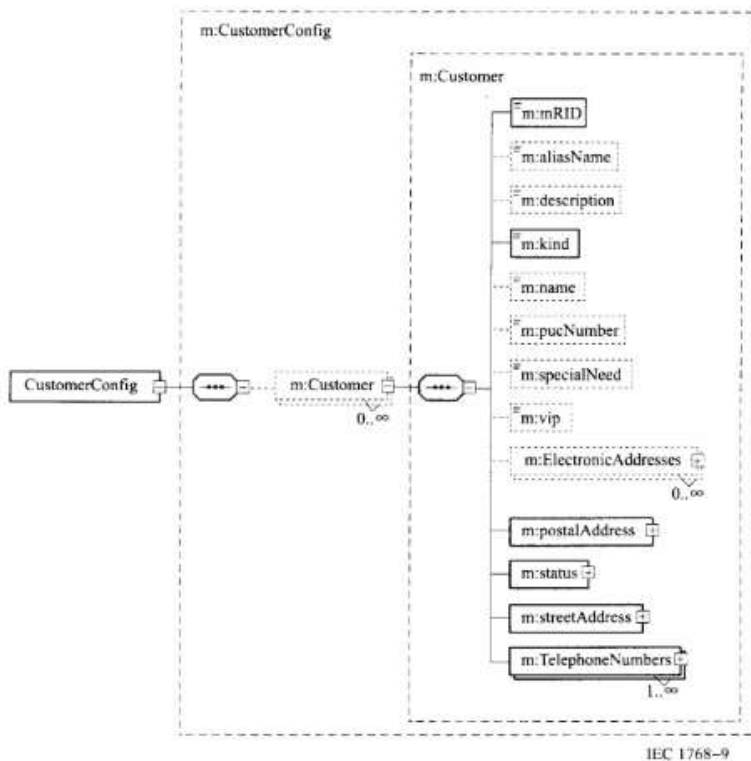 m:CustomerConfig
m:Customer
m:mRID
m:aliasName
m:description
m:kind
m:name
m:pucNumber
m:specialNeed
m:vip
CustomerConfig
m:Customer
0..∞
m:ElectronicAddresses
0..∞
m:postalAddress
m:status
m:streetAddress
m:TelephoneNumbers
1..∞
IEC 1768-9